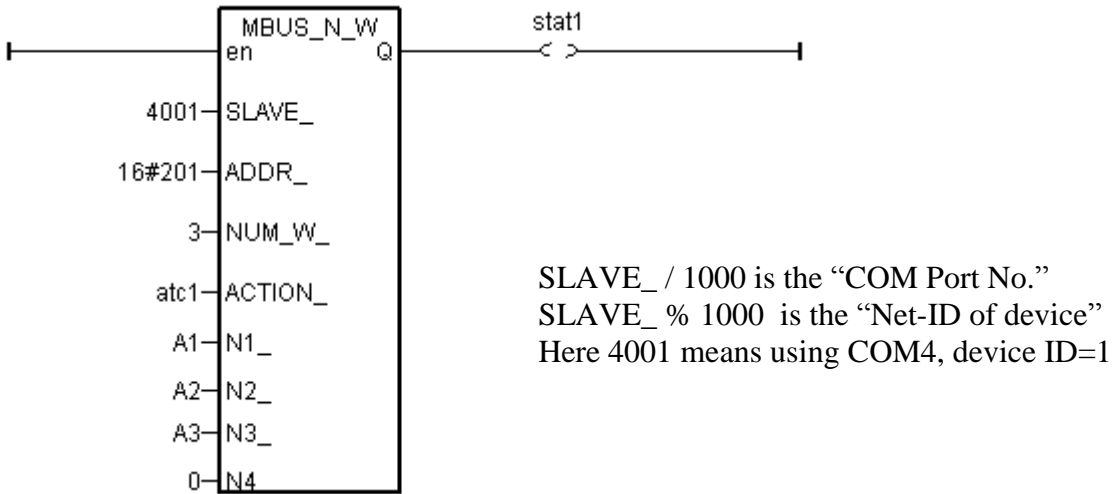 MBUS_N_W
stat1
en Q
4001 SLAVE_
16#201 ADDR_
3 NUM_W_
atc1 ACTION_
A1 N1_
A2 N2_
A3 N3_
0 N4
SLAVE_ / 1000 is the “COM Port No.”
SLAVE_ % 1000 is the “Net-ID of device”
Here 4001 means using COM4, device ID=1